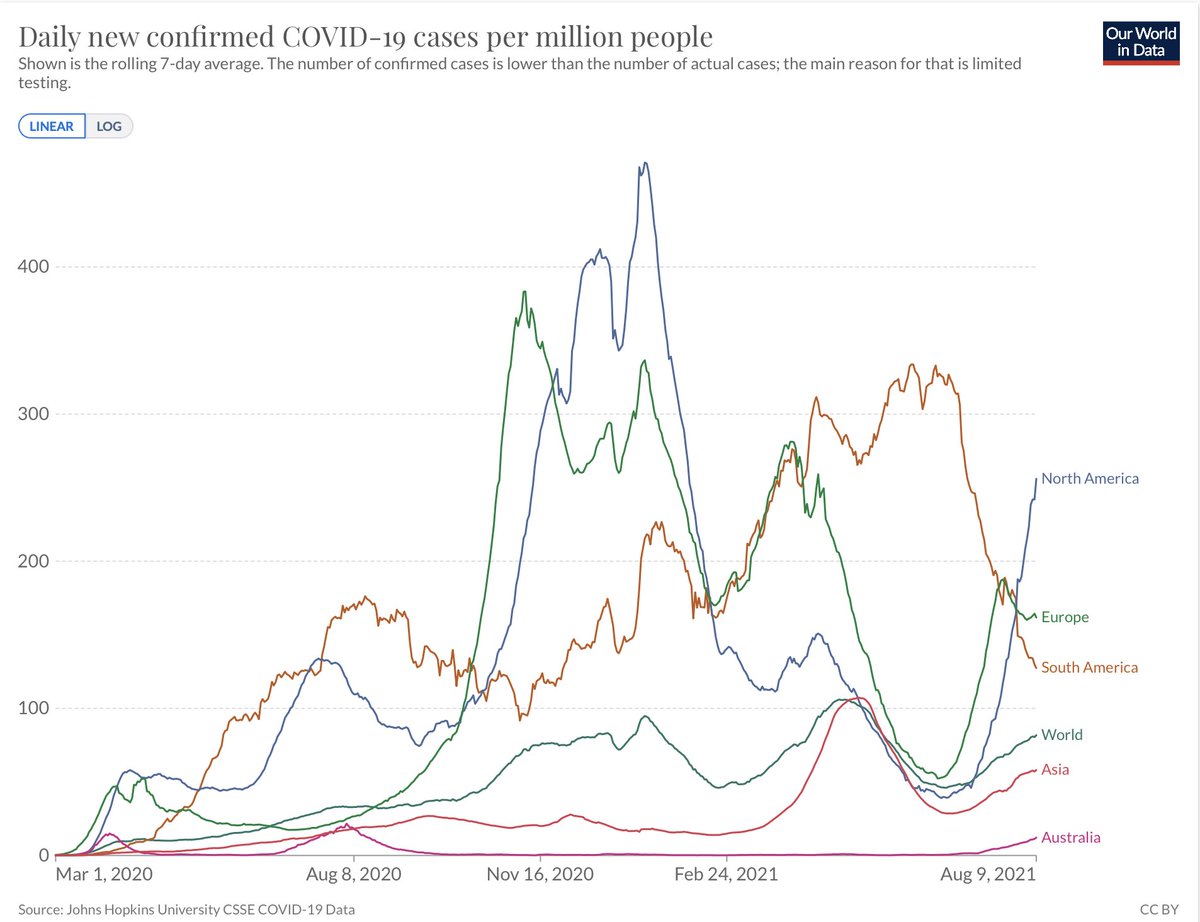 Daily new confirmed COVID-19 cases per million people
Our World
in Data
Shown is the rolling 7-day average. The number of confirmed cases is lower than the number of actual cases; the main reason for that is limited
testing.
LINEAR LOG
400
300
North America
200
Europe
South America
100
World
Asia
Australia
0
Mar 1, 2020 Aug 8, 2020 Nov 16, 2020 Feb 24, 2021 Aug 9, 2021
Source: Johns Hopkins University CSSE COVID-19 Data CC BY